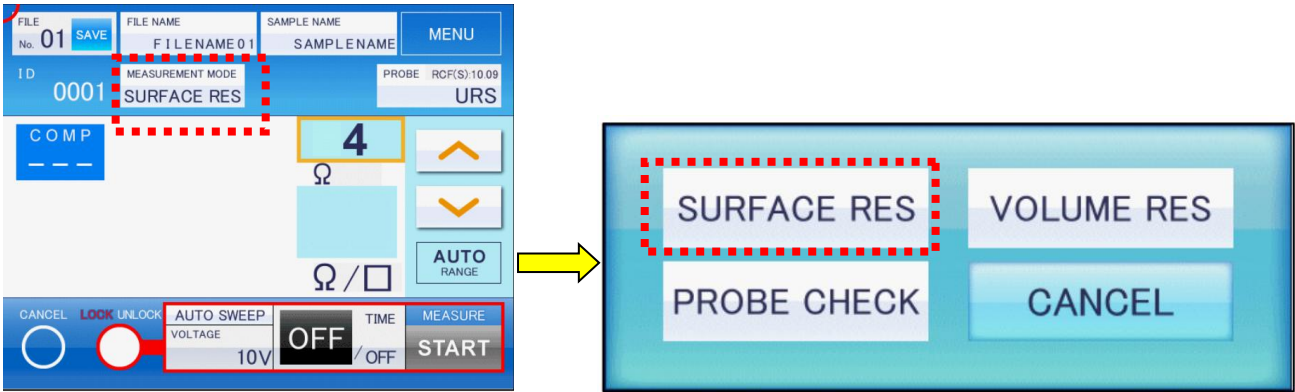 FILE
No. 01 SAVE
FILE NAME
FILENAME01
SAMPLE NAME
SAMPLENAME
MENU
ID
0001
MEASUREMENT MODE
SURFACE RES
PROBE RCF(S):10.09
URS
COMP
---
4
Ω
Ω/□
AUTO
RANGE
CANCEL LOCK UNLOCK
AUTO SWEEP
VOLTAGE
10V
OFF
TIME
/OFF
MEASURE
START
SURFACE RES
VOLUME RES
PROBE CHECK
CANCEL